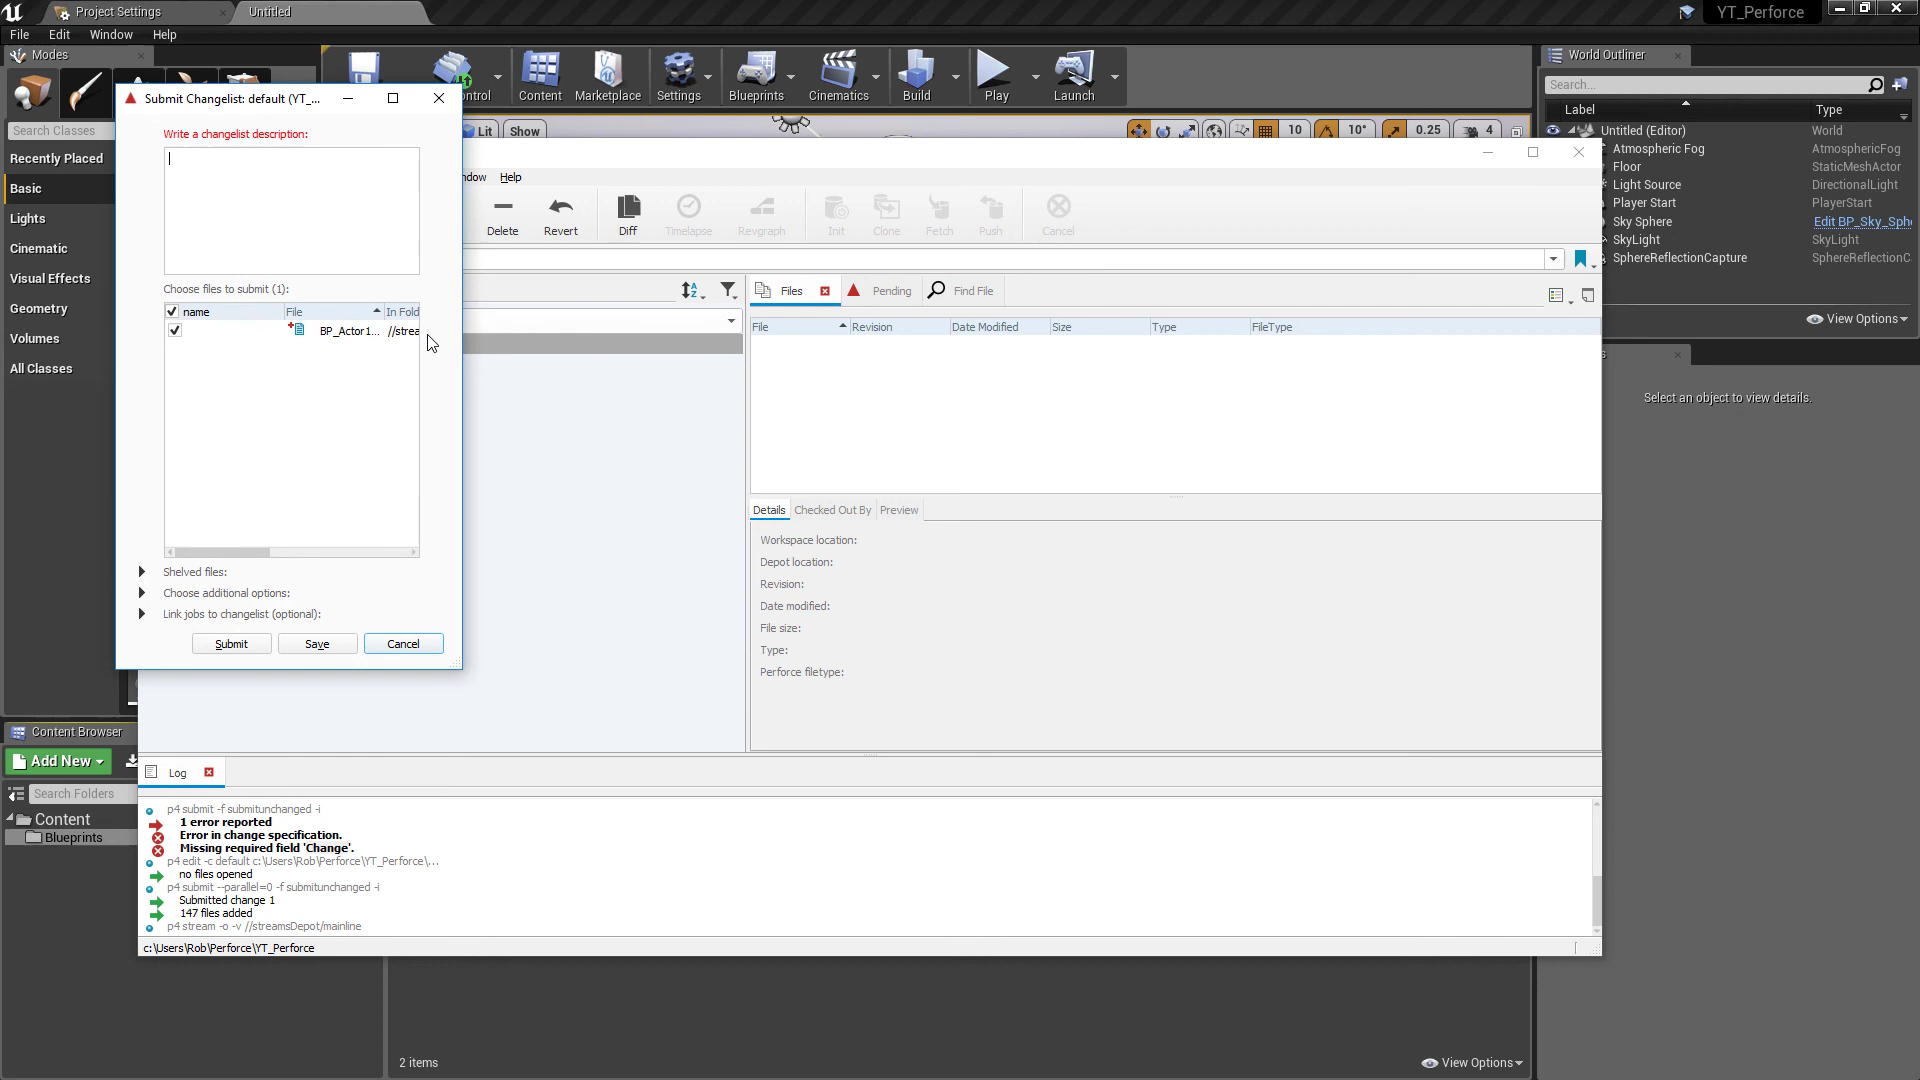 Project Settings
Untitled
YT_Perforce
File Edit Window Help
Modes
World Outliner
Search Classes
Recently Placed
Basic
Lights
Cinematic
Visual Effects
Geometry
Volumes
All Classes
Content
Marketplace
Settings
Blueprints
Cinematics
Build
Play
Launch
Lit
Show
10
10°
0.25
4
Search...
Label
Type
Untitled (Editor) World
Atmospheric Fog AtmosphericFog
Floor StaticMeshActor
Light Source DirectionalLight
Player Start PlayerStart
Sky Sphere Edit BP_Sky_Sph
SkyLight SkyLight
SphereReflectionCapture SphereReflectionC
View Options
Select an object to view details.
Submit Changelist: default (YT_...
Write a changelist description:
Choose files to submit (1):
name File In Fold
BP_Actor1... //strea
Shelved files:
Choose additional options:
Link jobs to changelist (optional):
Submit Save Cancel
Help
Delete
Revert
Diff
Timelapse
Revgraph
Init
Clone
Fetch
Push
Cancel
Files
Pending
Find File
File Revision Date Modified Size Type FileType
Details Checked Out By Preview
Workspace location:
Depot location:
Revision:
Date modified:
File size:
Type:
Perforce filetype:
Log
p4 submit -f submitunchanged -i
1 error reported
Error in change specification.
Missing required field 'Change'.
p4 edit -c default c:\Users\Rob\Perforce\YT_Perforce\...
no files opened
p4 submit --parallel=0 -f submitunchanged -i
Submitted change 1
147 files added
p4 stream -o -v //streamsDepot/mainline
c:\Users\Rob\Perforce\YT_Perforce
Content Browser
Add New
Search Folders
Content
Blueprints
2 items
View Options